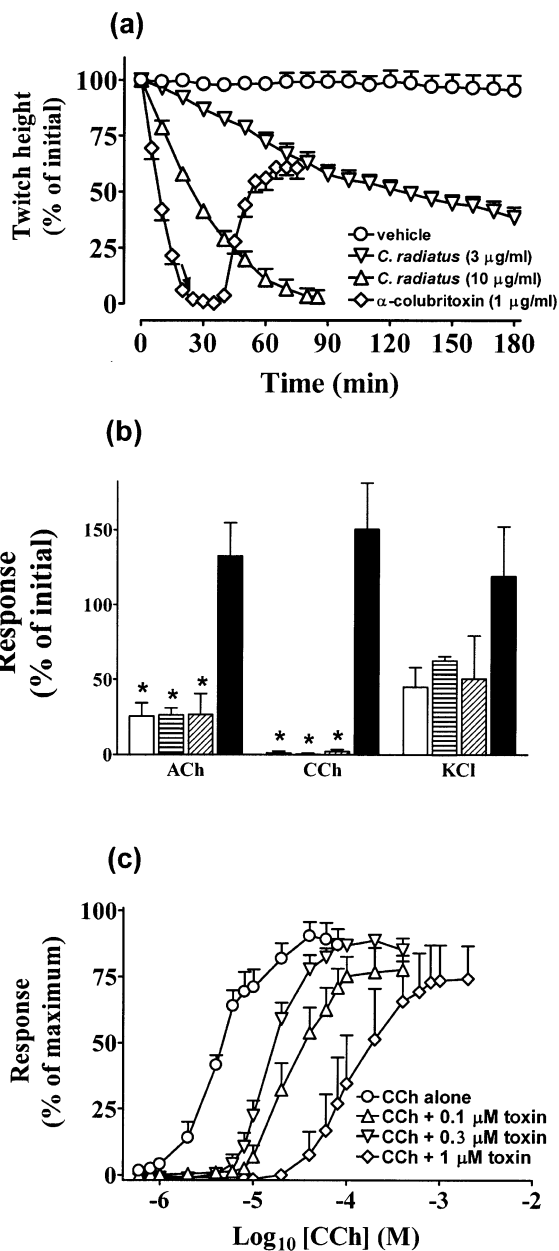 (a)
Twitch height
(% of initial)
100
75
50
25
0
vehicle
C. radiatus (3 μg/ml)
C. radiatus (10 μg/ml)
α-colubritoxin (1 μg/ml)
0 30 60 90 120 150 180
Time (min)
(b)
Response
(% of initial)
150
100
50
0
* * *
* * *
ACh CCh KCl
(c)
Response
(% of maximum)
100
75
50
25
0
CCh alone
CCh + 0.1 μM toxin
CCh + 0.3 μM toxin
CCh + 1 μM toxin
-6 -5 -4 -3 -2
Log10 [CCh] (M)